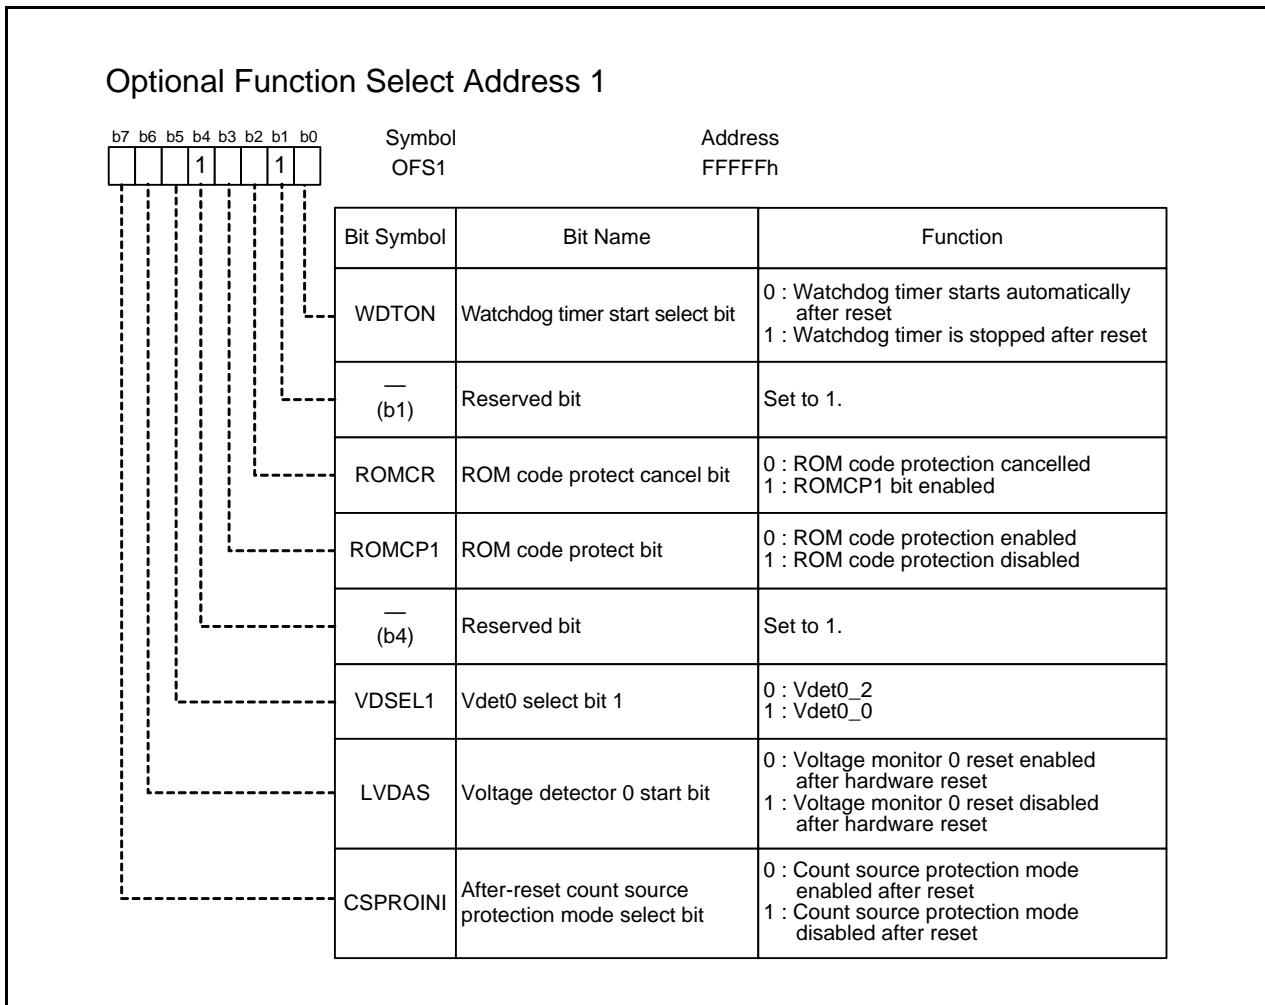 Optional Function Select Address 1
b7 b6 b5 b4 b3 b2 b1 b0
1 1
Symbol Address
OFS1 FFFFFh
Bit Symbol Bit Name Function
WDTON Watchdog timer start select bit
0 : Watchdog timer starts automatically
after reset
1 : Watchdog timer is stopped after reset
—
(b1) Reserved bit Set to 1.
ROMCR ROM code protect cancel bit
0 : ROM code protection cancelled
1 : ROMCP1 bit enabled
ROMCP1 ROM code protect bit
0 : ROM code protection enabled
1 : ROM code protection disabled
—
(b4) Reserved bit Set to 1.
VDSEL1 Vdet0 select bit 1
0 : Vdet0_2
1 : Vdet0_0
LVDAS Voltage detector 0 start bit
0 : Voltage monitor 0 reset enabled
after hardware reset
1 : Voltage monitor 0 reset disabled
after hardware reset
CSPROINI
After-reset count source
protection mode select bit
0 : Count source protection mode
enabled after reset
1 : Count source protection mode
disabled after reset